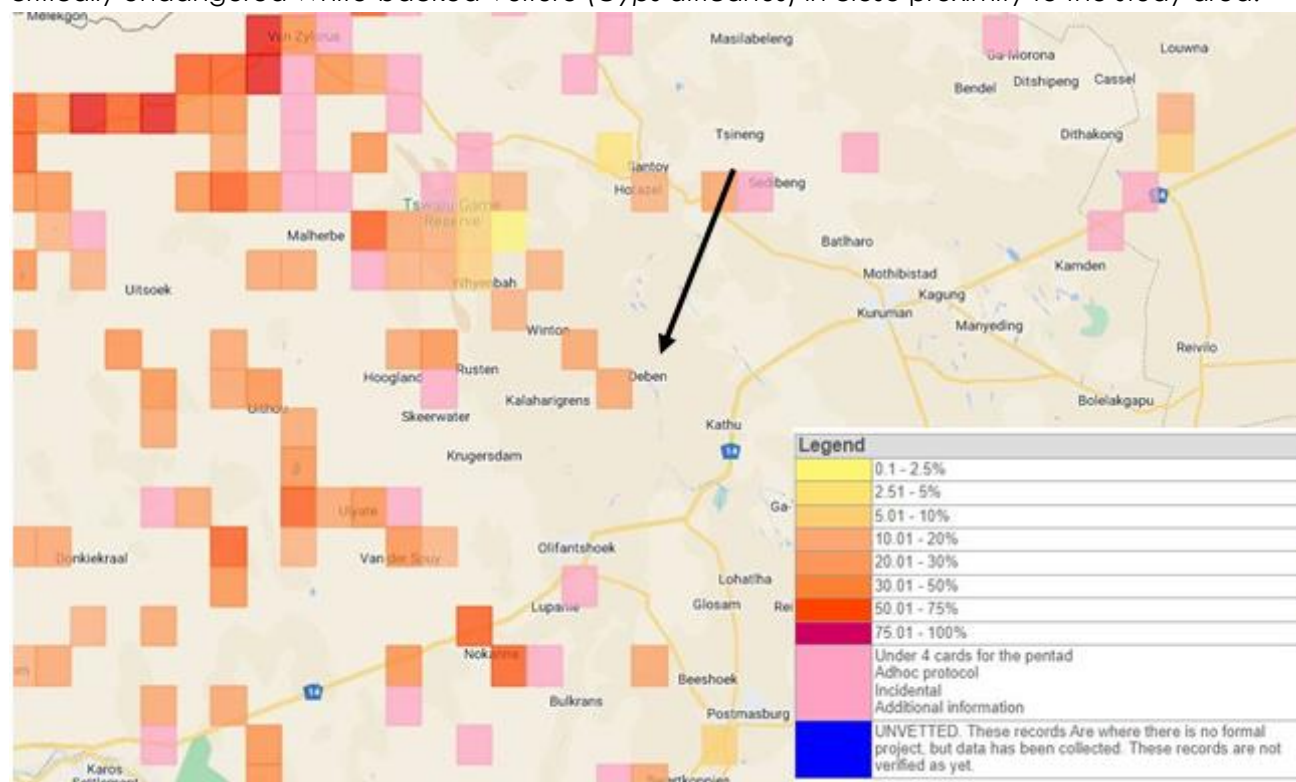 critically endangered White-backed Vulture (Gyps africanus) in close proximity to the study area.
Van Zylsrus
Masilabeleng
Ga-Morona
Louwna
Bendel
Ditshipeng
Cassel
Tsineng
Dithakong
Santoy
Hotazel
Sedibeng
Tswalu Game
Reserve
14
Malherbe
Batlharo
Kamden
Mothibistad
Uitsoek
Kagung
Kuruman
Manyeding
Winton
Reivilo
Hoogland
Rusten
Deben
Kalaharigrens
Bolelakgapu
Skeerwater
Kathu
Krugersdam
14
Ga-
Donkiekraal
Van der Spuy
Olifantshoek
Lohatlha
Glosam
Rei
Beeshoek
Bulkrans
14
Postmasburg
Karos
Settlement
Legend
0.1 - 2.5%
2.51 - 5%
5.01 - 10%
10.01 - 20%
20.01 - 30%
30.01 - 50%
50.01 - 75%
75.01 - 100%
Under 4 cards for the pentad
Adhoc protocol
Incidental
Additional information
UNVETTED. These records Are where there is no formal
project, but data has been collected. These records are not
verified as yet.